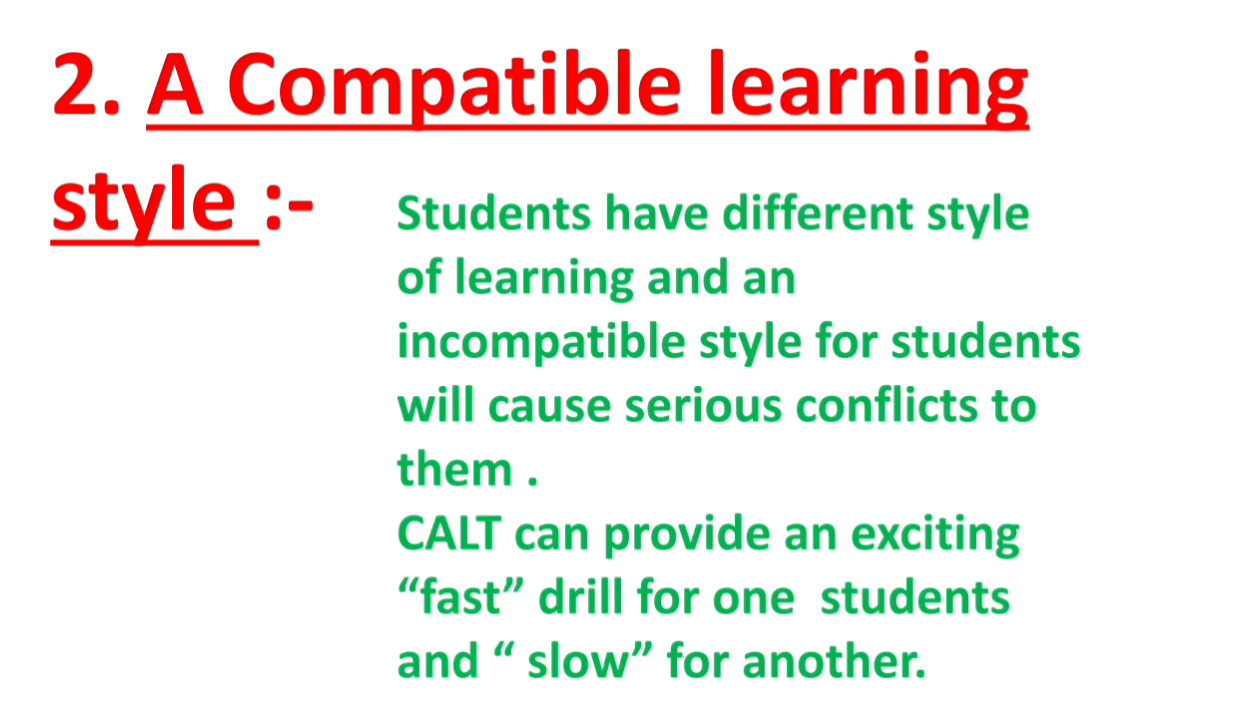 2. A Compatible learning
style :-
Students have different style
of learning and an
incompatible style for students
will cause serious conflicts to
them .
CALT can provide an exciting
“fast” drill for one  students
and “ slow” for another.